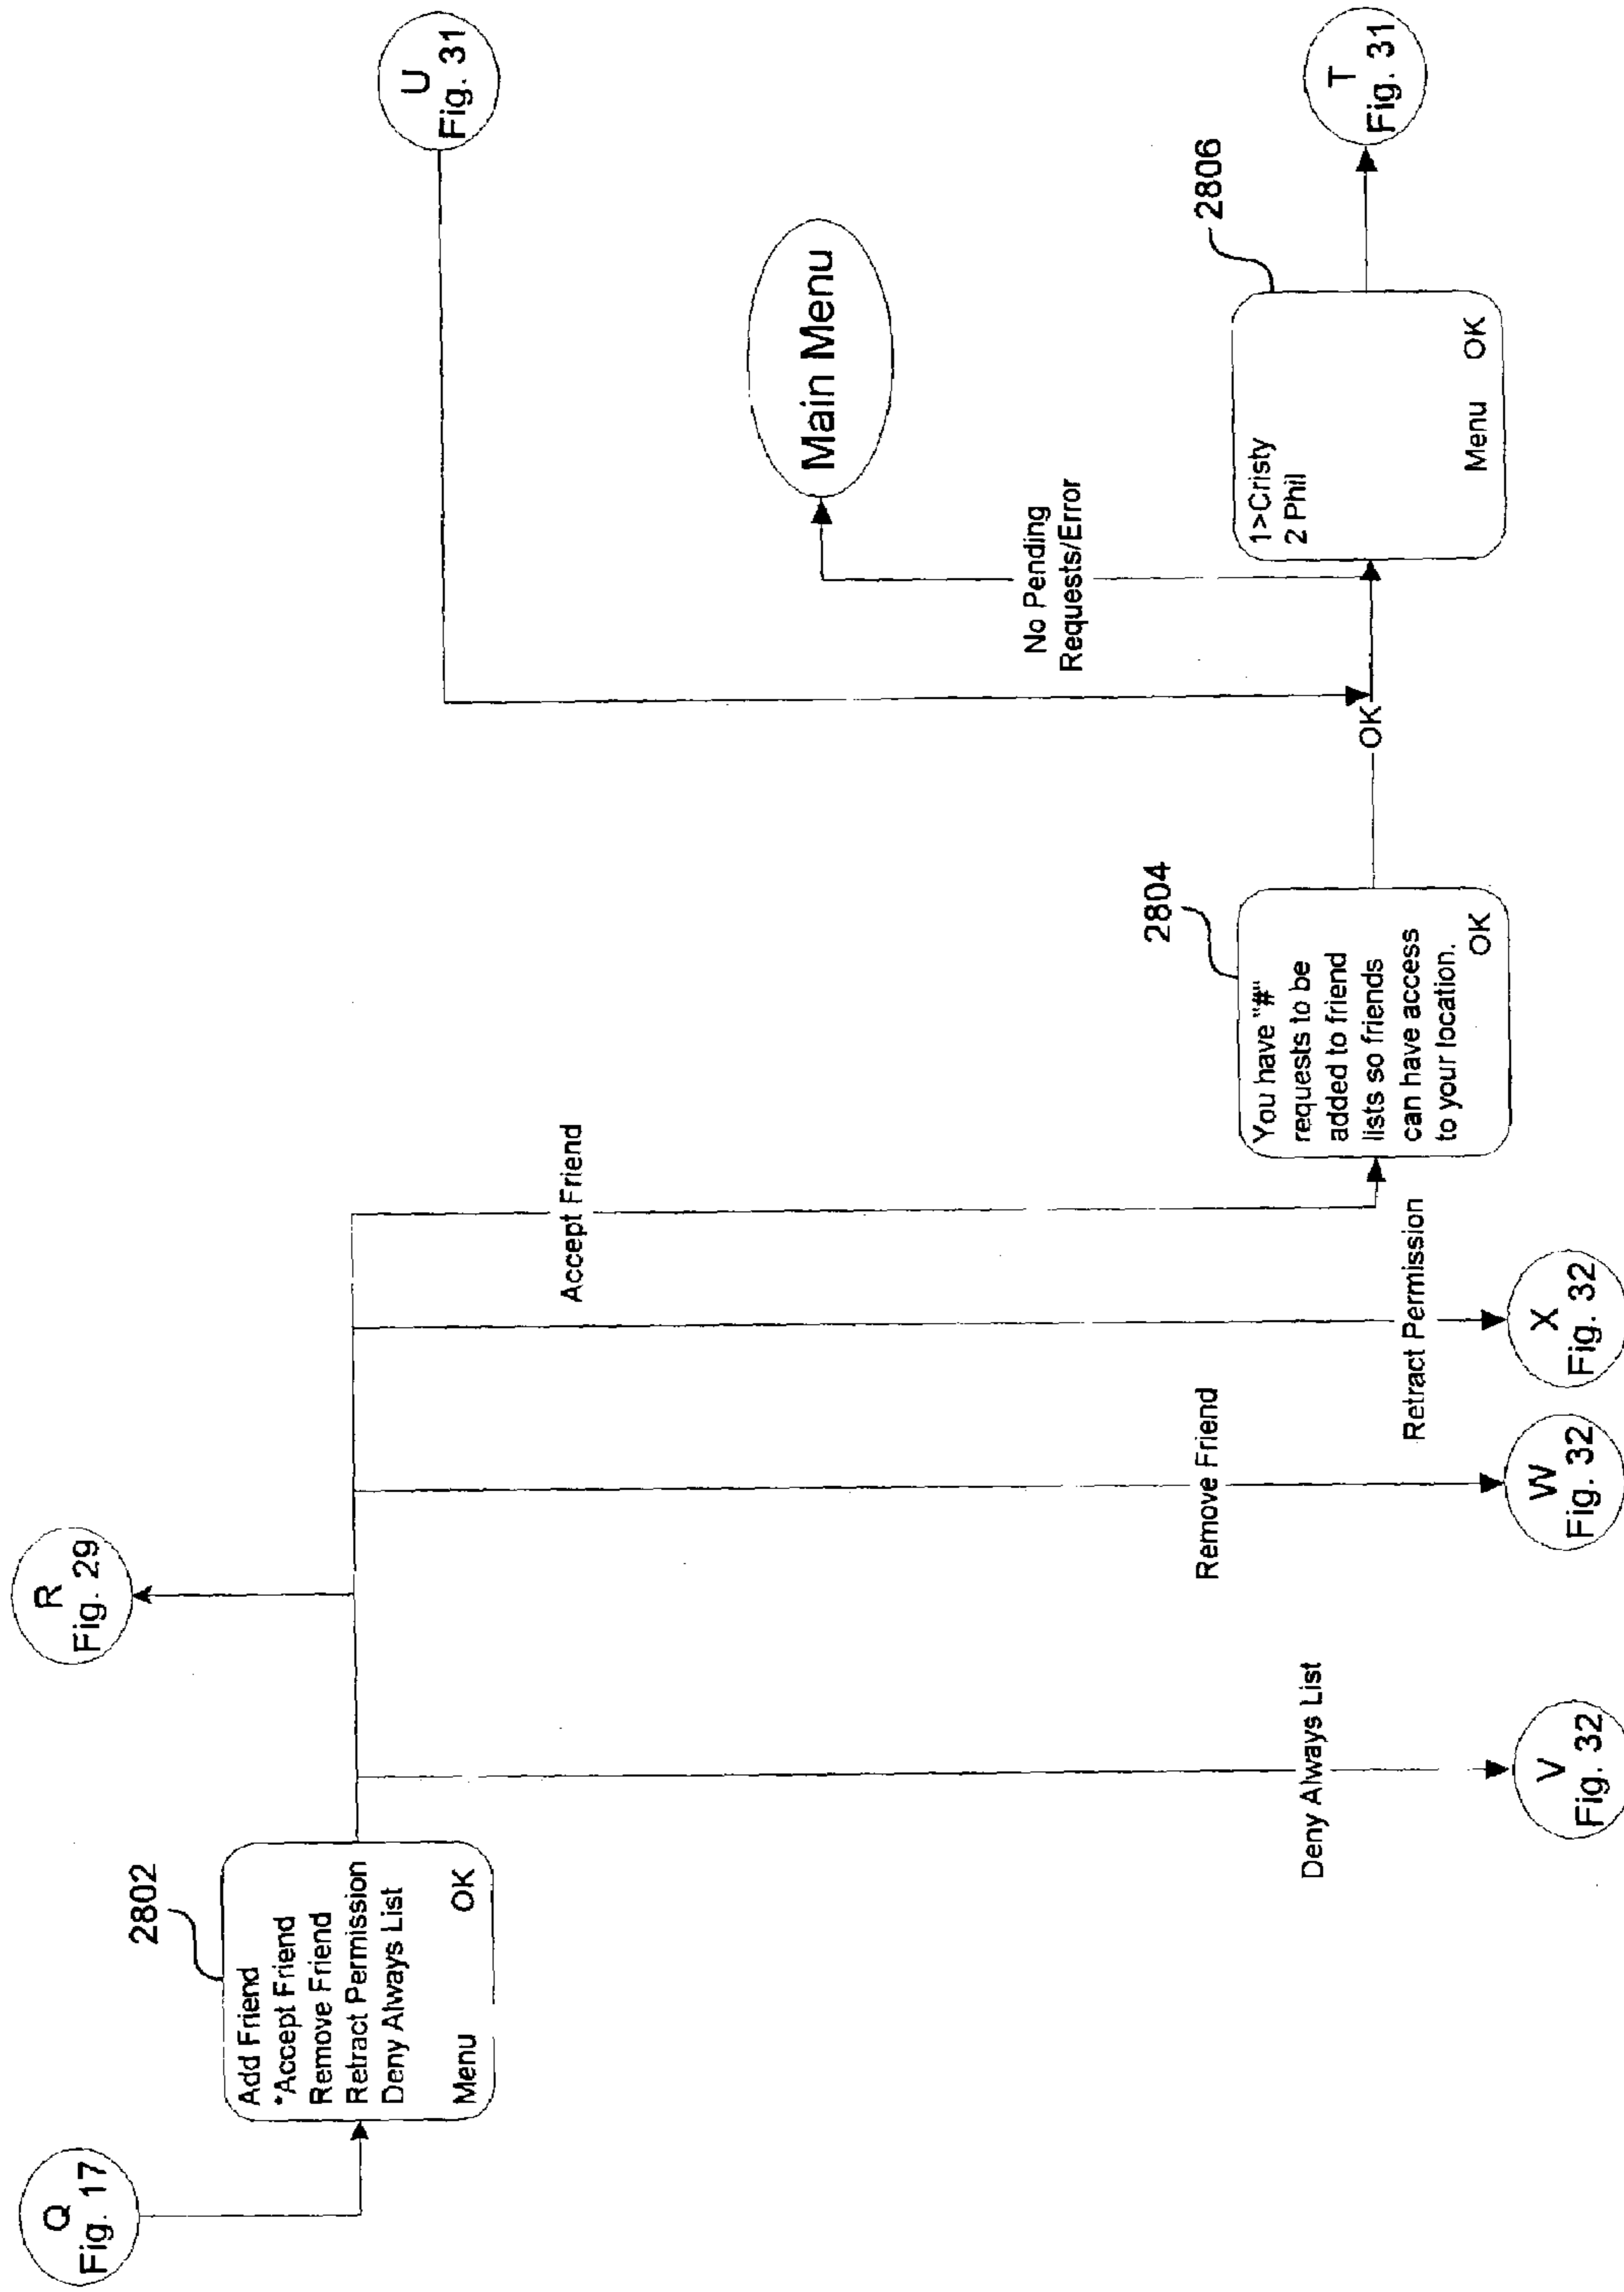 Q
Fig. 17
2802
Add Friend
*Accept Friend
Remove Friend
Retract Permission
Deny Always List
Menu OK
R
Fig. 29
Deny Always List
V
Fig. 32
Remove Friend
W
Fig. 32
Retract Permission
X
Fig. 32
Accept Friend
2804
You have "#"
requests to be
added to friend
lists so friends
can have access
to your location.
OK
OK
No Pending
Requests/Error
Main Menu
U
Fig. 31
2806
1>Cristy
2 Phil
Menu OK
T
Fig. 31